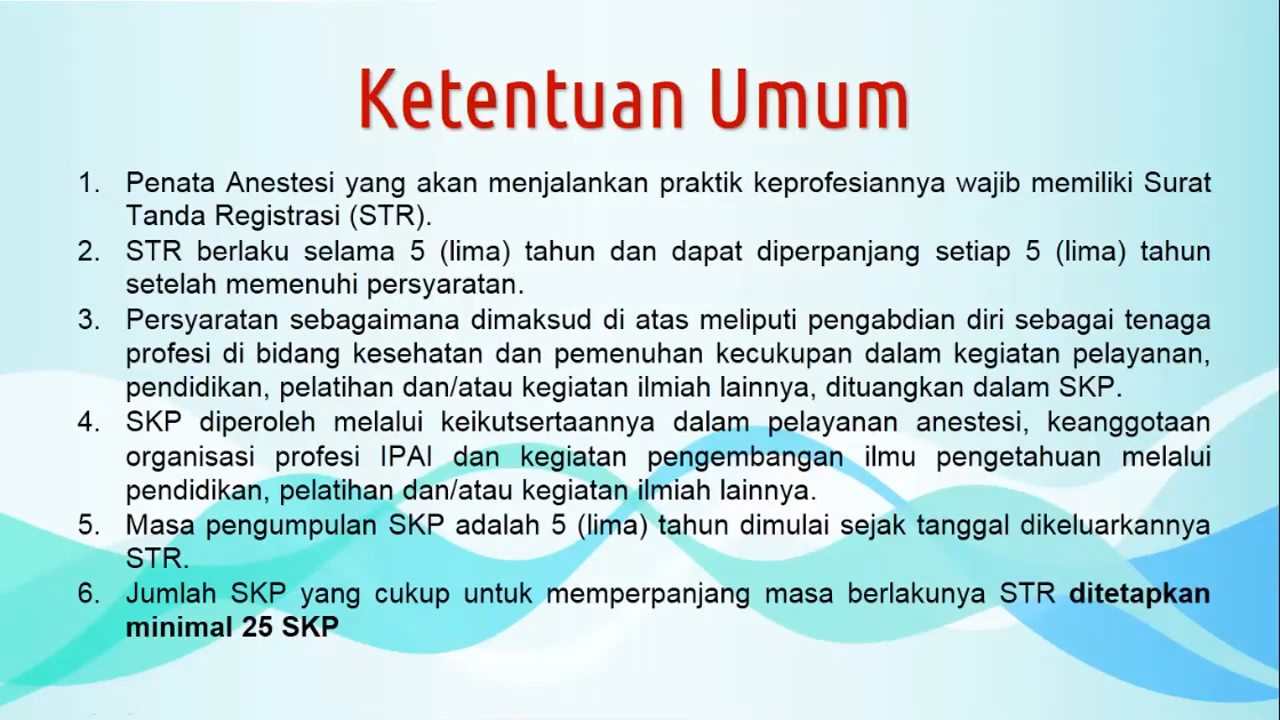 Ketentuan Umum
1. Penata Anestesi yang akan menjalankan praktik keprofesiannya wajib memiliki Surat
Tanda Registrasi (STR).
2. STR berlaku selama 5 (lima) tahun dan dapat diperpanjang setiap 5 (lima) tahun
setelah memenuhi persyaratan.
3. Persyaratan sebagaimana dimaksud di atas meliputi pengabdian diri sebagai tenaga
profesi di bidang kesehatan dan pemenuhan kecukupan dalam kegiatan pelayanan,
pendidikan, pelatihan dan/atau kegiatan ilmiah lainnya, dituangkan dalam SKP.
4. SKP diperoleh melalui keikutsertaannya dalam pelayanan anestesi, keanggotaan
organisasi profesi IPAI dan kegiatan pengembangan ilmu pengetahuan melalui
pendidikan, pelatihan dan/atau kegiatan ilmiah lainnya.
5. Masa pengumpulan SKP adalah 5 (lima) tahun dimulai sejak tanggal dikeluarkannya
STR.
6. Jumlah SKP yang cukup untuk memperpanjang masa berlakunya STR ditetapkan
minimal 25 SKP